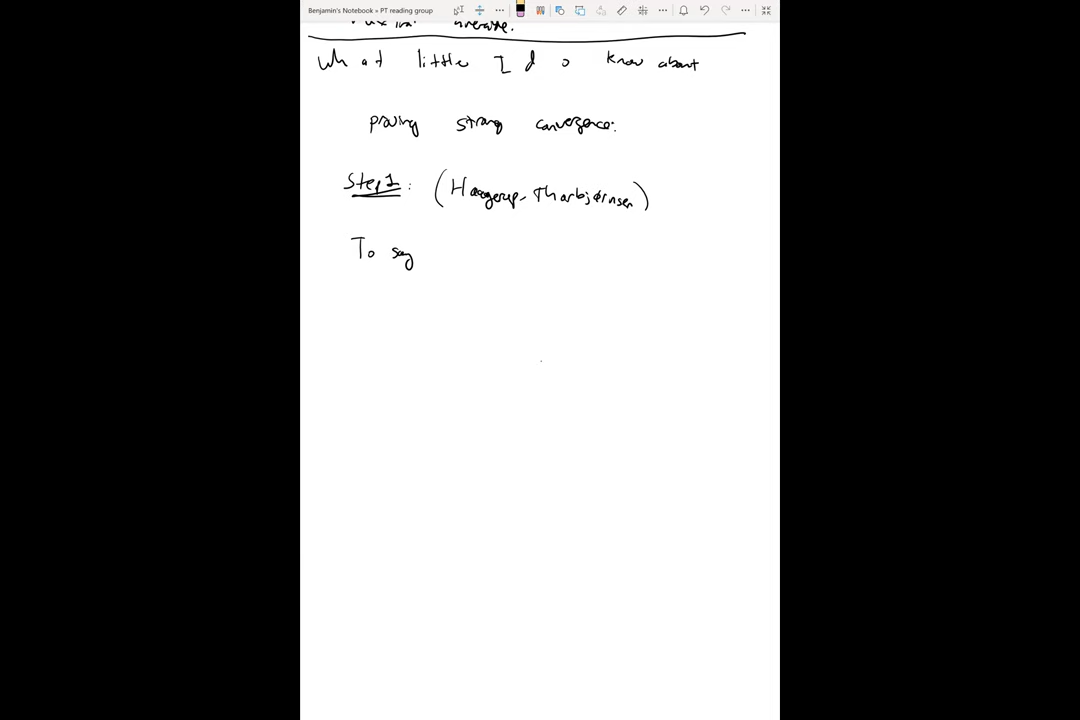 Benjamin's Notebook » PT reading group
average.
What little I do know about
proving strong convergence:
Step 1: (Haagerup-Thorbjørnsen)
To say